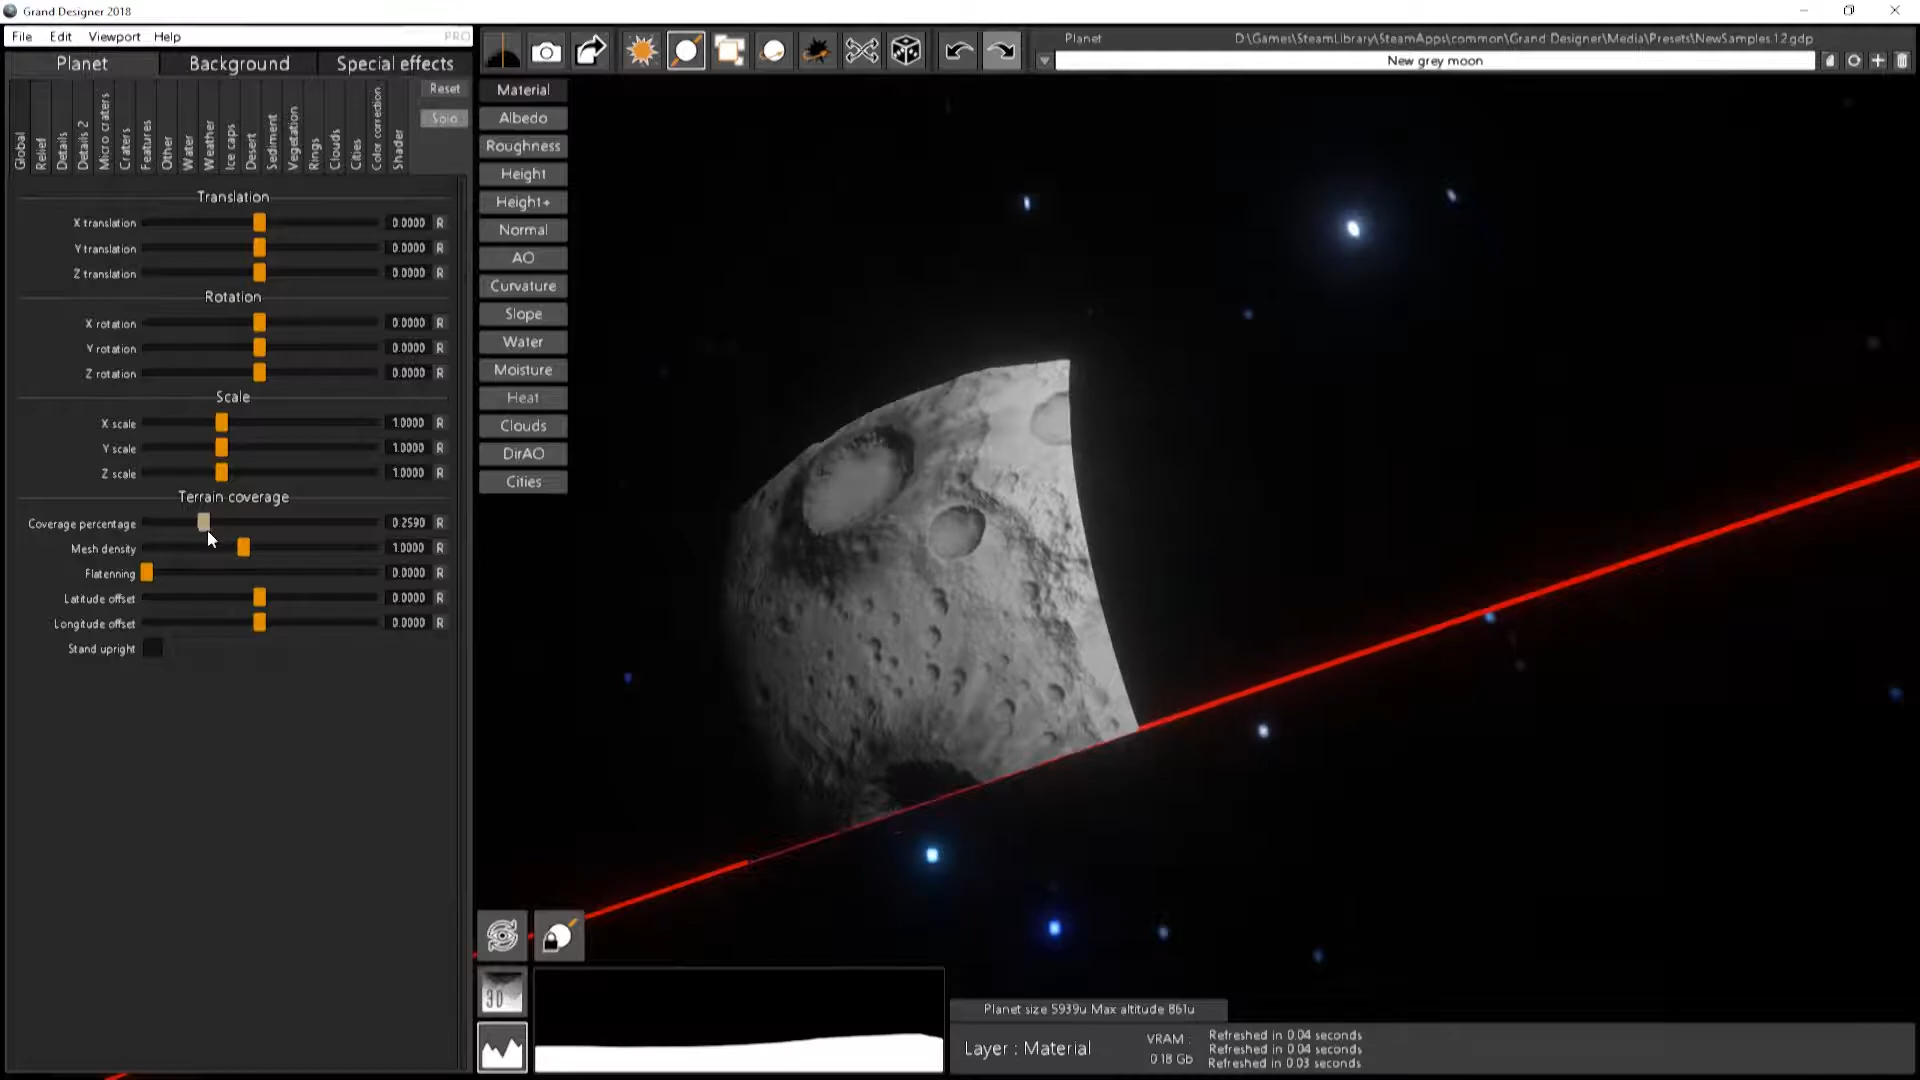 Grand Designer 2018
File Edit Viewport Help PRO
Planet Background Special effects
Reset
Solo
Global
Relief
Details
Details 2
Micro craters
Craters
Features
Other
Water
Weather
Ice caps
Desert
Sediment
Vegetation
Rings
Clouds
Cities
Color correction
Shader
Translation
X translation 0.0000 R
Y translation 0.0000 R
Z translation 0.0000 R
Rotation
X rotation 0.0000 R
Y rotation 0.0000 R
Z rotation 0.0000 R
Scale
X scale 1.0000 R
Y scale 1.0000 R
Z scale 1.0000 R
Terrain coverage
Coverage percentage 0.2590 R
Mesh density 1.0000 R
Flatenning 0.0000 R
Latitude offset 0.0000 R
Longitude offset 0.0000 R
Stand upright
Planet D:\Games\SteamLibrary\SteamApps\common\Grand Designer\Media\Presets\NewSamples.12.gdp
New grey moon
Material
Albedo
Roughness
Height
Height+
Normal
AO
Curvature
Slope
Water
Moisture
Heat
Clouds
DirAO
Cities
3D
Planet size 5939u Max altitude 861u
Layer : Material
VRAM :
0.18 Gb
Refreshed in 0.04 seconds
Refreshed in 0.04 seconds
Refreshed in 0.03 seconds